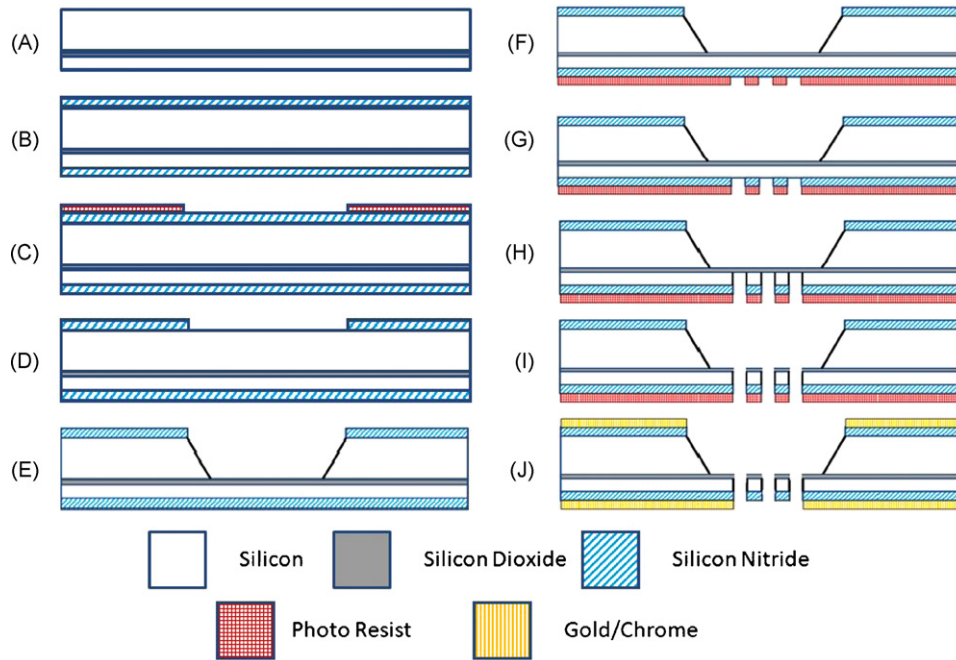 (A)
(B)
(C)
(D)
(E)
(F)
(G)
(H)
(I)
(J)
Silicon
Silicon Dioxide
Silicon Nitride
Photo Resist
Gold/Chrome